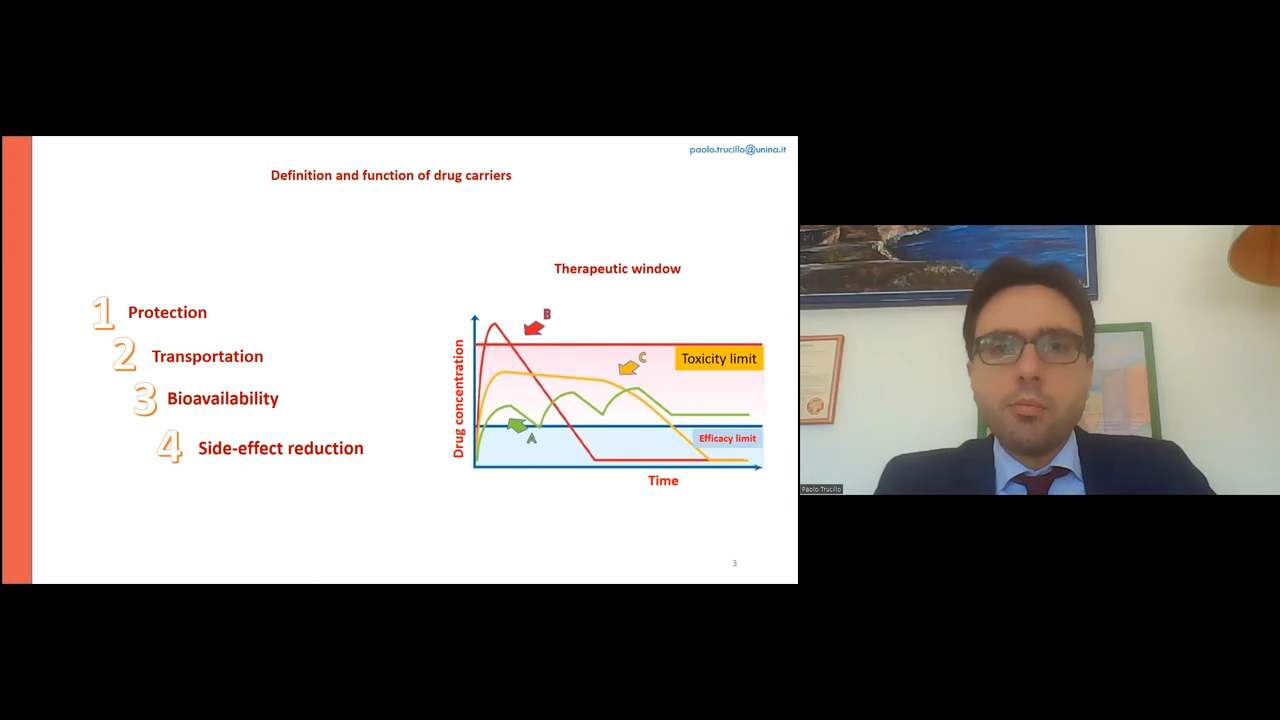 paolo.trucillo@unina.it
Definition and function of drug carriers
1 Protection
2 Transportation
3 Bioavailability
4 Side-effect reduction
Therapeutic window
B
Toxicity limit
C
Drug concentration
Efficacy limit
A
Time
3
Paolo Trucillo